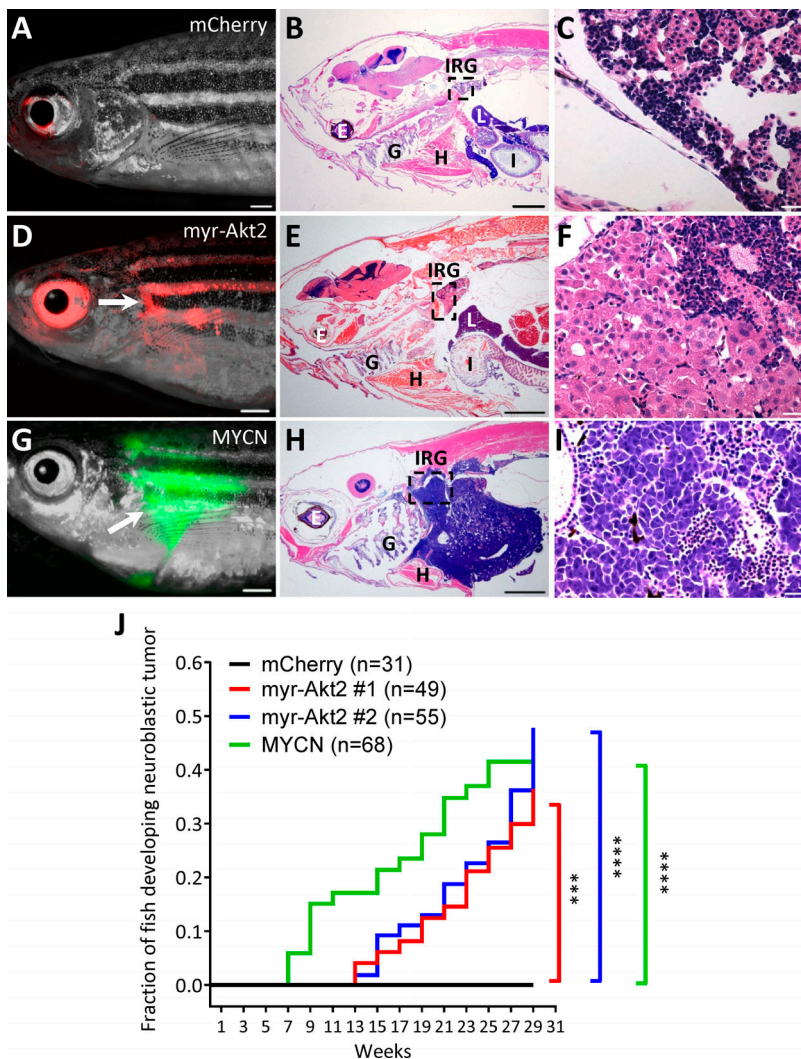 A
mCherry
B
IRG
E
G
H
L
I
C
D
myr-Akt2
E
IRG
E
G
H
L
I
F
G
MYCN
H
IRG
E
G
H
I
J
Fraction of fish developing neuroblastic tumor
0.6
0.5
0.4
0.3
0.2
0.1
0.0
mCherry (n=31)
myr-Akt2 #1 (n=49)
myr-Akt2 #2 (n=55)
MYCN (n=68)
***
****
****
1 3 5 7 9 11 13 15 17 19 21 23 25 27 29 31
Weeks